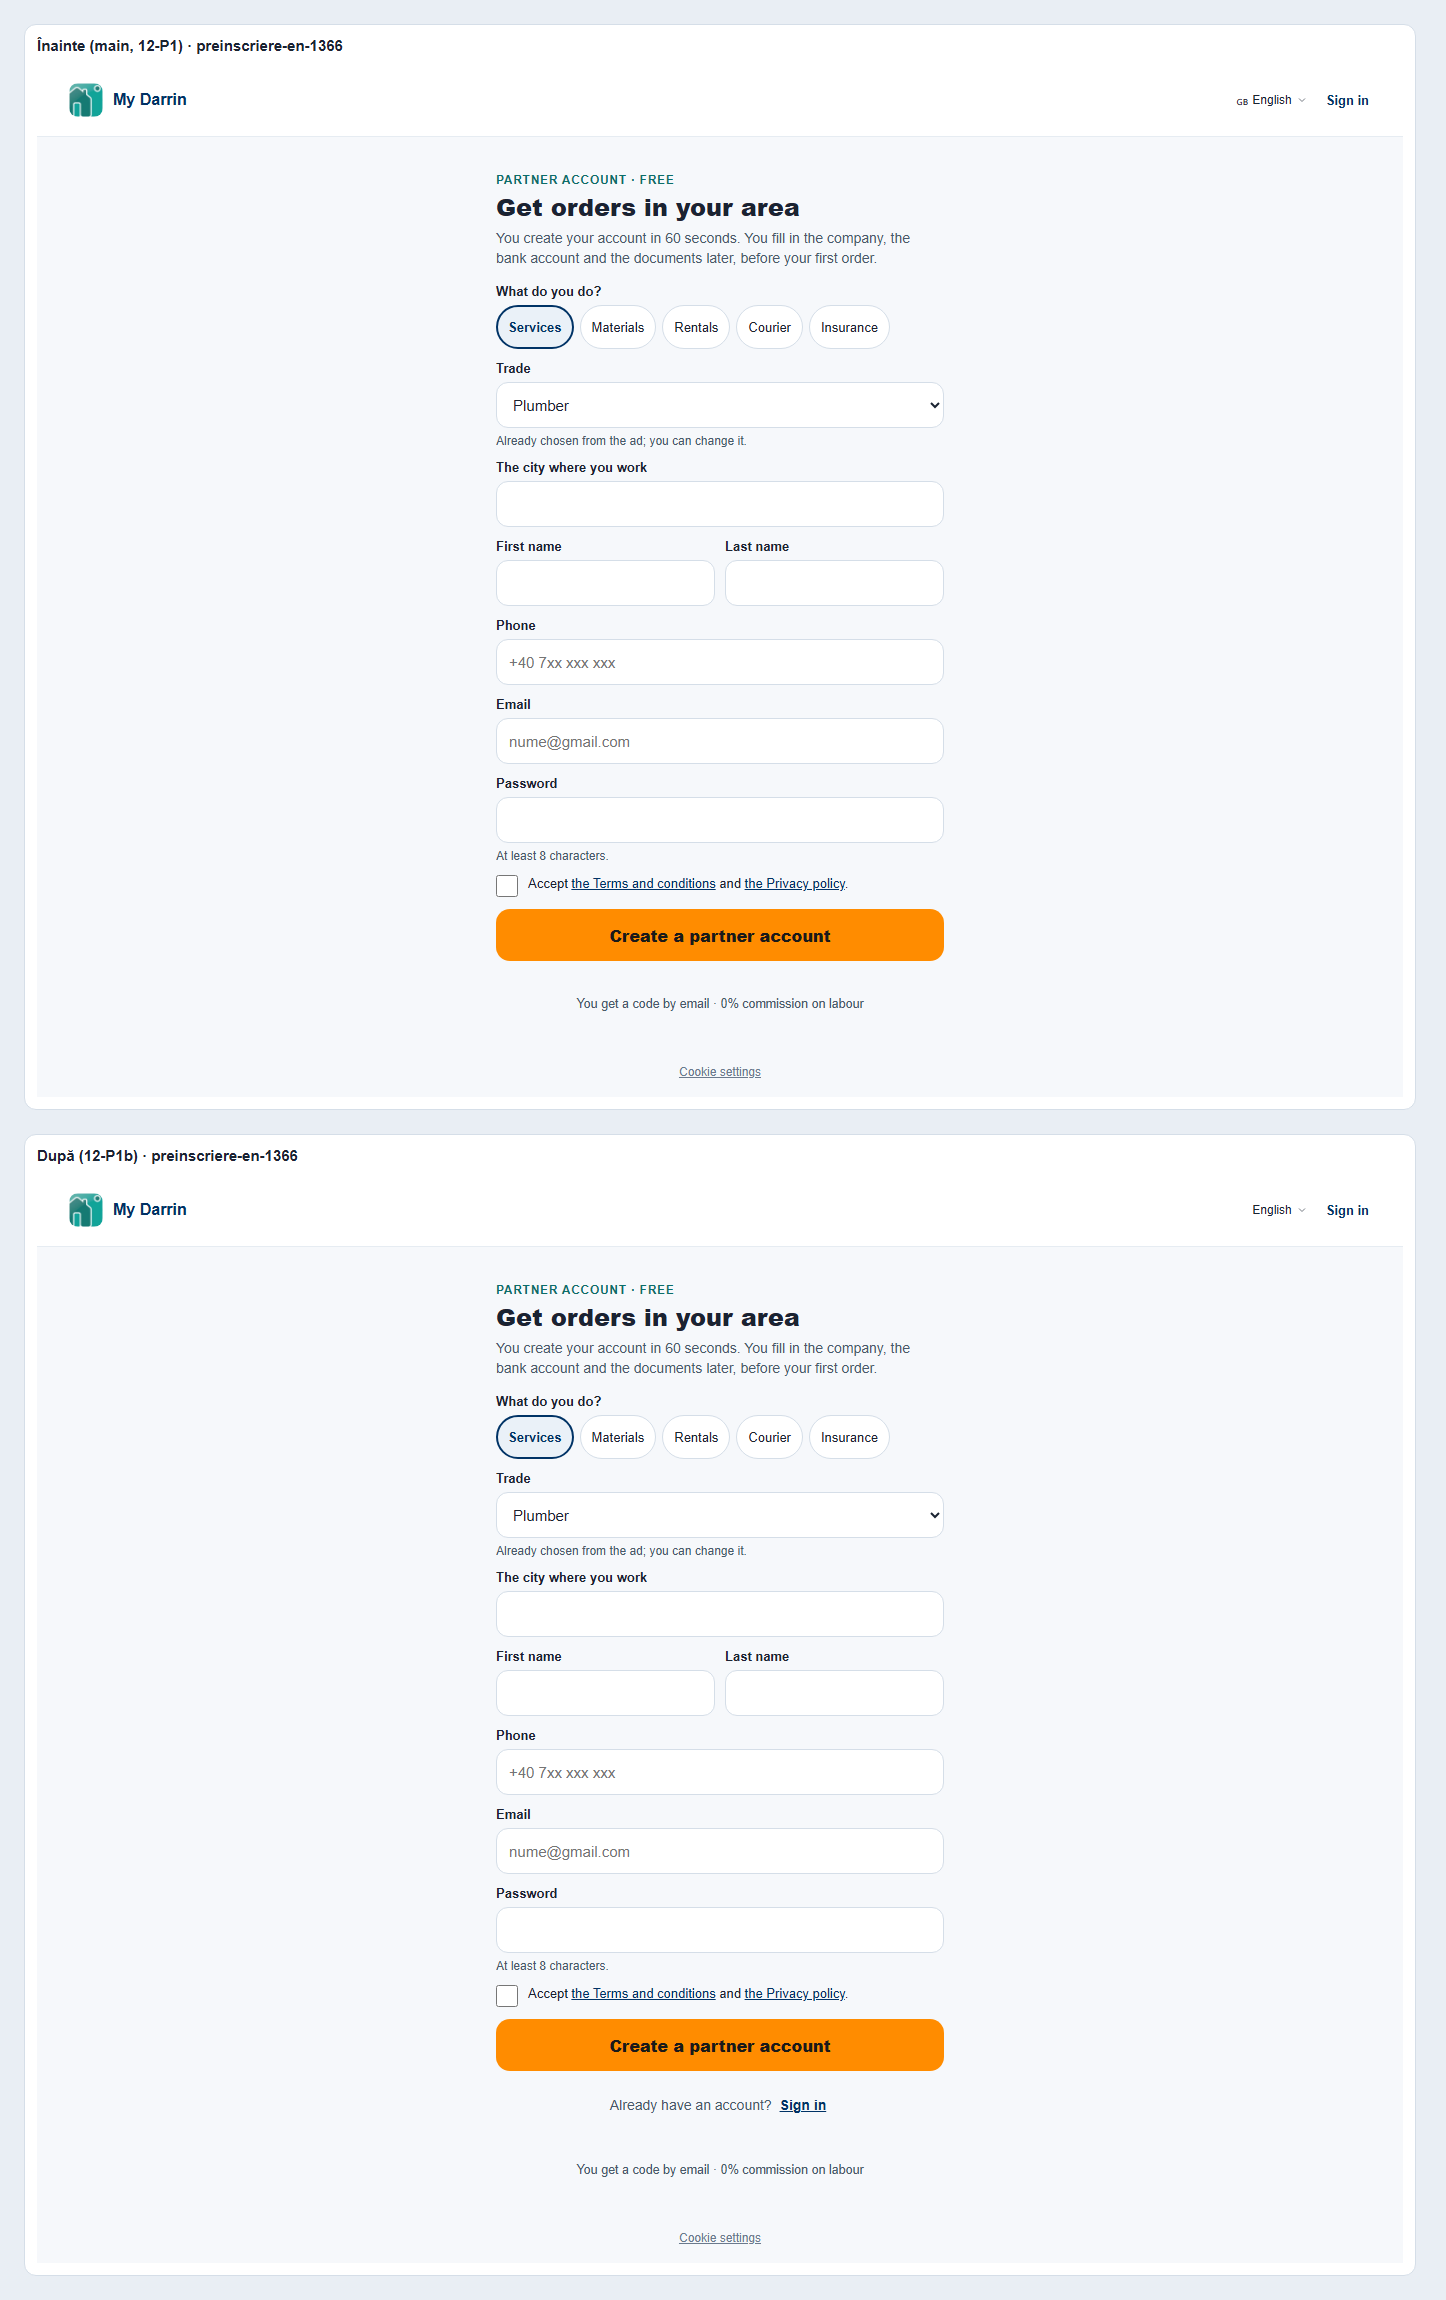 Înainte (main, 12-P1) · preinscriere-en-1366
My Darrin
GB English
Sign in
PARTNER ACCOUNT · FREE
Get orders in your area
You create your account in 60 seconds. You fill in the company, the
bank account and the documents later, before your first order.
What do you do?
Services Materials Rentals Courier Insurance
Trade
Plumber
Already chosen from the ad; you can change it.
The city where you work
First name Last name
Phone
+40 7xx xxx xxx
Email
nume@gmail.com
Password
At least 8 characters.
Accept the Terms and conditions and the Privacy policy.
Create a partner account
You get a code by email · 0% commission on labour
Cookie settings
După (12-P1b) · preinscriere-en-1366
My Darrin
English
Sign in
PARTNER ACCOUNT · FREE
Get orders in your area
You create your account in 60 seconds. You fill in the company, the
bank account and the documents later, before your first order.
What do you do?
Services Materials Rentals Courier Insurance
Trade
Plumber
Already chosen from the ad; you can change it.
The city where you work
First name Last name
Phone
+40 7xx xxx xxx
Email
nume@gmail.com
Password
At least 8 characters.
Accept the Terms and conditions and the Privacy policy.
Create a partner account
Already have an account? Sign in
You get a code by email · 0% commission on labour
Cookie settings